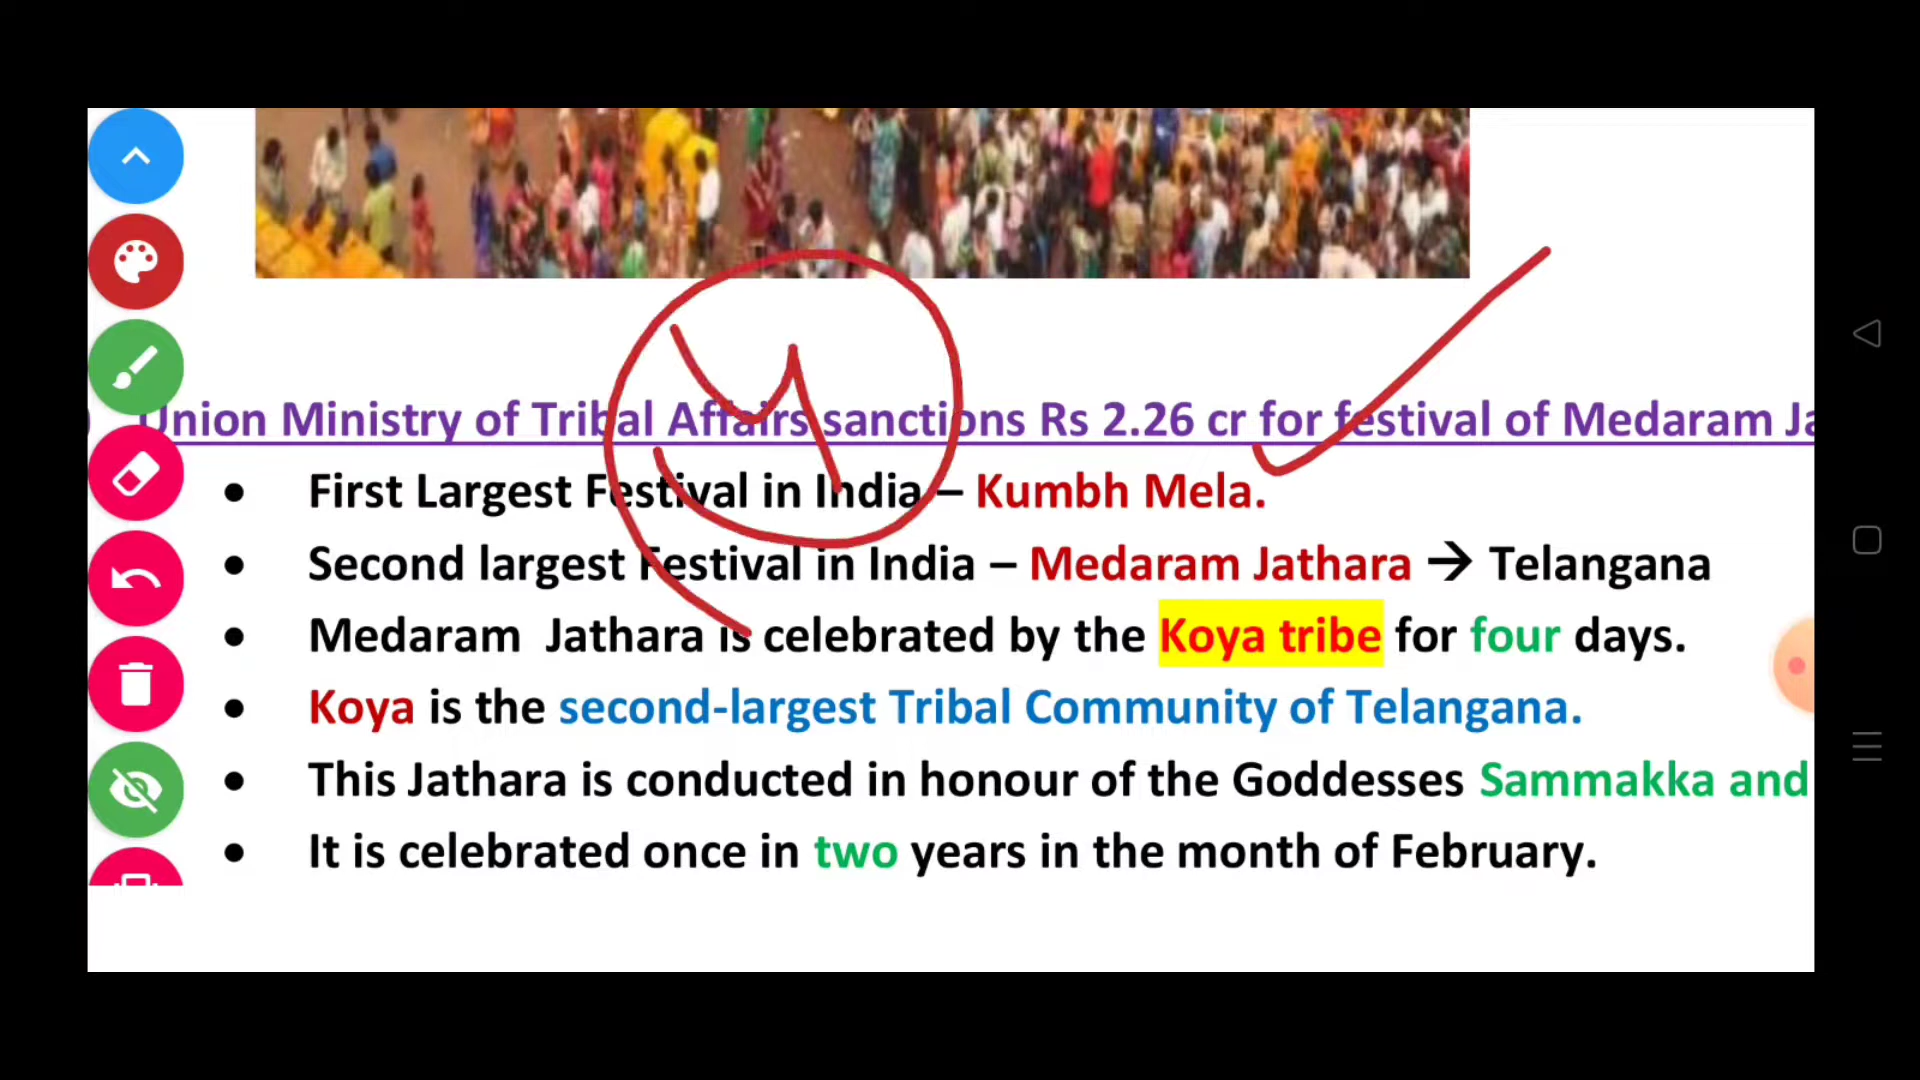 Union Ministry of Tribal Affairs sanctions Rs 2.26 cr for festival of Medaram Ja
• First Largest Festival in India – Kumbh Mela.
• Second largest Festival in India – Medaram Jathara → Telangana
• Medaram Jathara is celebrated by the Koya tribe for four days.
• Koya is the second-largest Tribal Community of Telangana.
• This Jathara is conducted in honour of the Goddesses Sammakka and
• It is celebrated once in two years in the month of February.